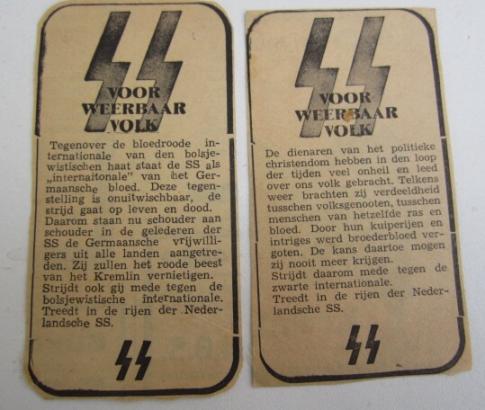 SS
VOOR
WEERBAAR
VOLK
Tegenover de bloedroode in-
ternationale van den bolsje-
wistischen haat staat de SS als
„internaitonale" van het Ger-
maansche bloed. Deze tegen-
stelling is onuitwischbaar, de
strijd gaat op leven en dood.
Daarom staan nu schouder aan
schouder in de gelederen der
SS de Germaansche vrijwilli-
gers uit alle landen aangetre-
den. Zij zullen het roode beest
van het Kremlin vernietigen.
Strijdt ook gij mede tegen de
bolsjewistische internationale.
Treedt in de rijen der Neder-
landsche SS.
SS
SS
VOOR
WEERBAAR
VOLK
De dienaren van het politieke
christendom hebben in den loop
der tijden veel onheil en leed
over ons volk gebracht. Telkens
weer brachten zij verdeeldheid
tusschen volksgenooten, tusschen
menschen van hetzelfde ras en
bloed. Door hun kuiperijen en
intriges werd broederbloed ver-
goten. De kans daartoe mogen
zij nooit meer krijgen.
Strijdt daarom mede tegen de
zwarte internationale.
Treedt in de rijen der Neder-
landsche SS.
SS